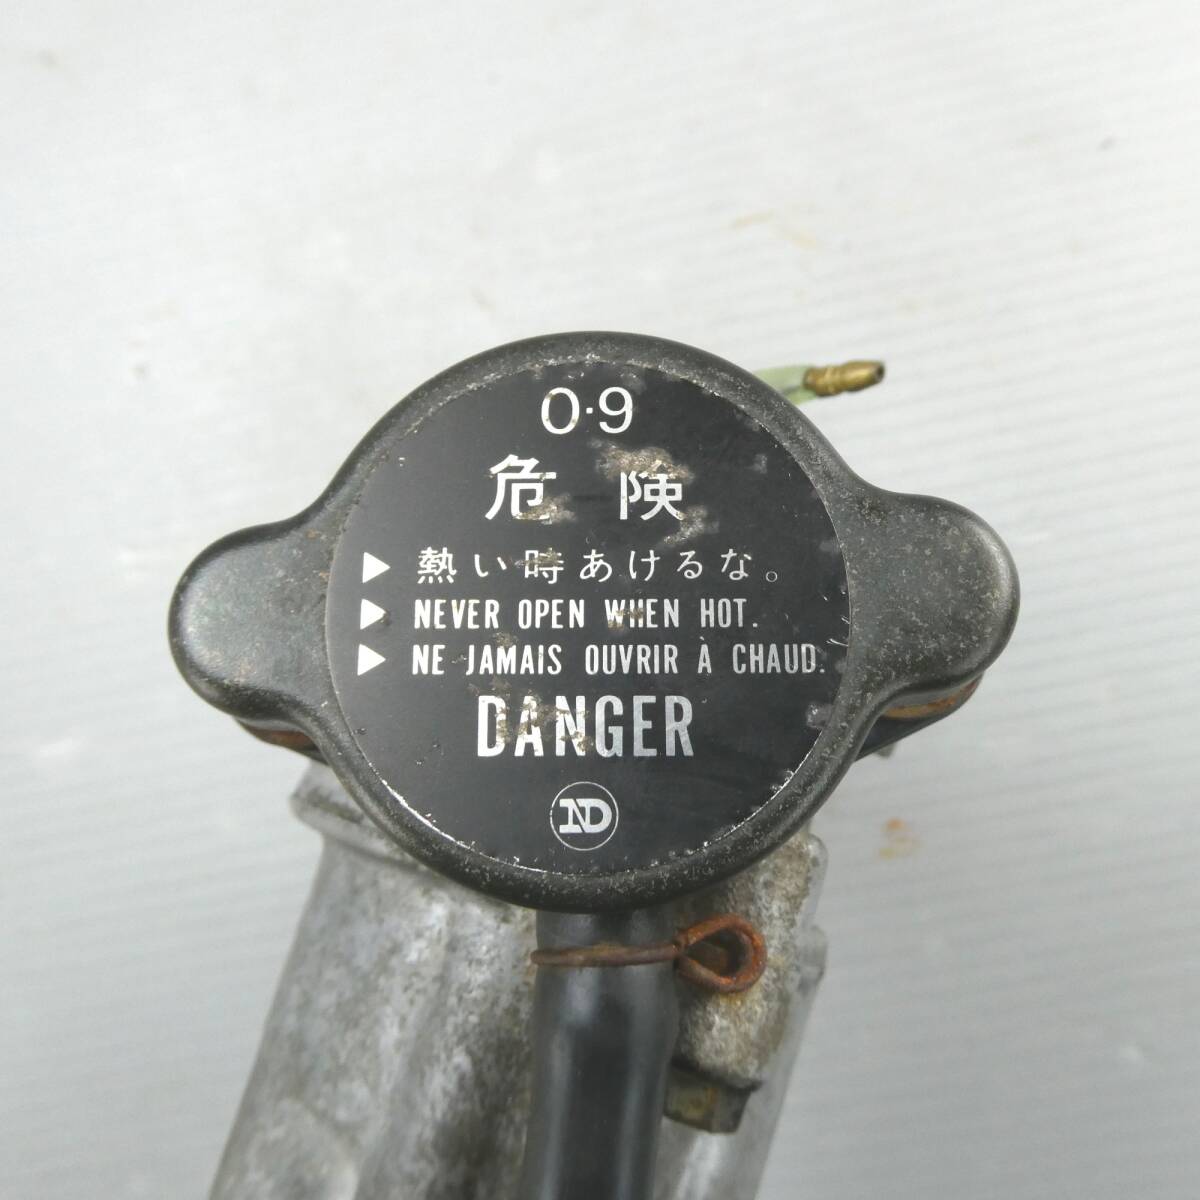 0·9
危険
▶ 熱い時あけるな。
▶ NEVER OPEN WHEN HOT.
▶ NE JAMAIS OUVRIR À CHAUD.
DANGER
ND